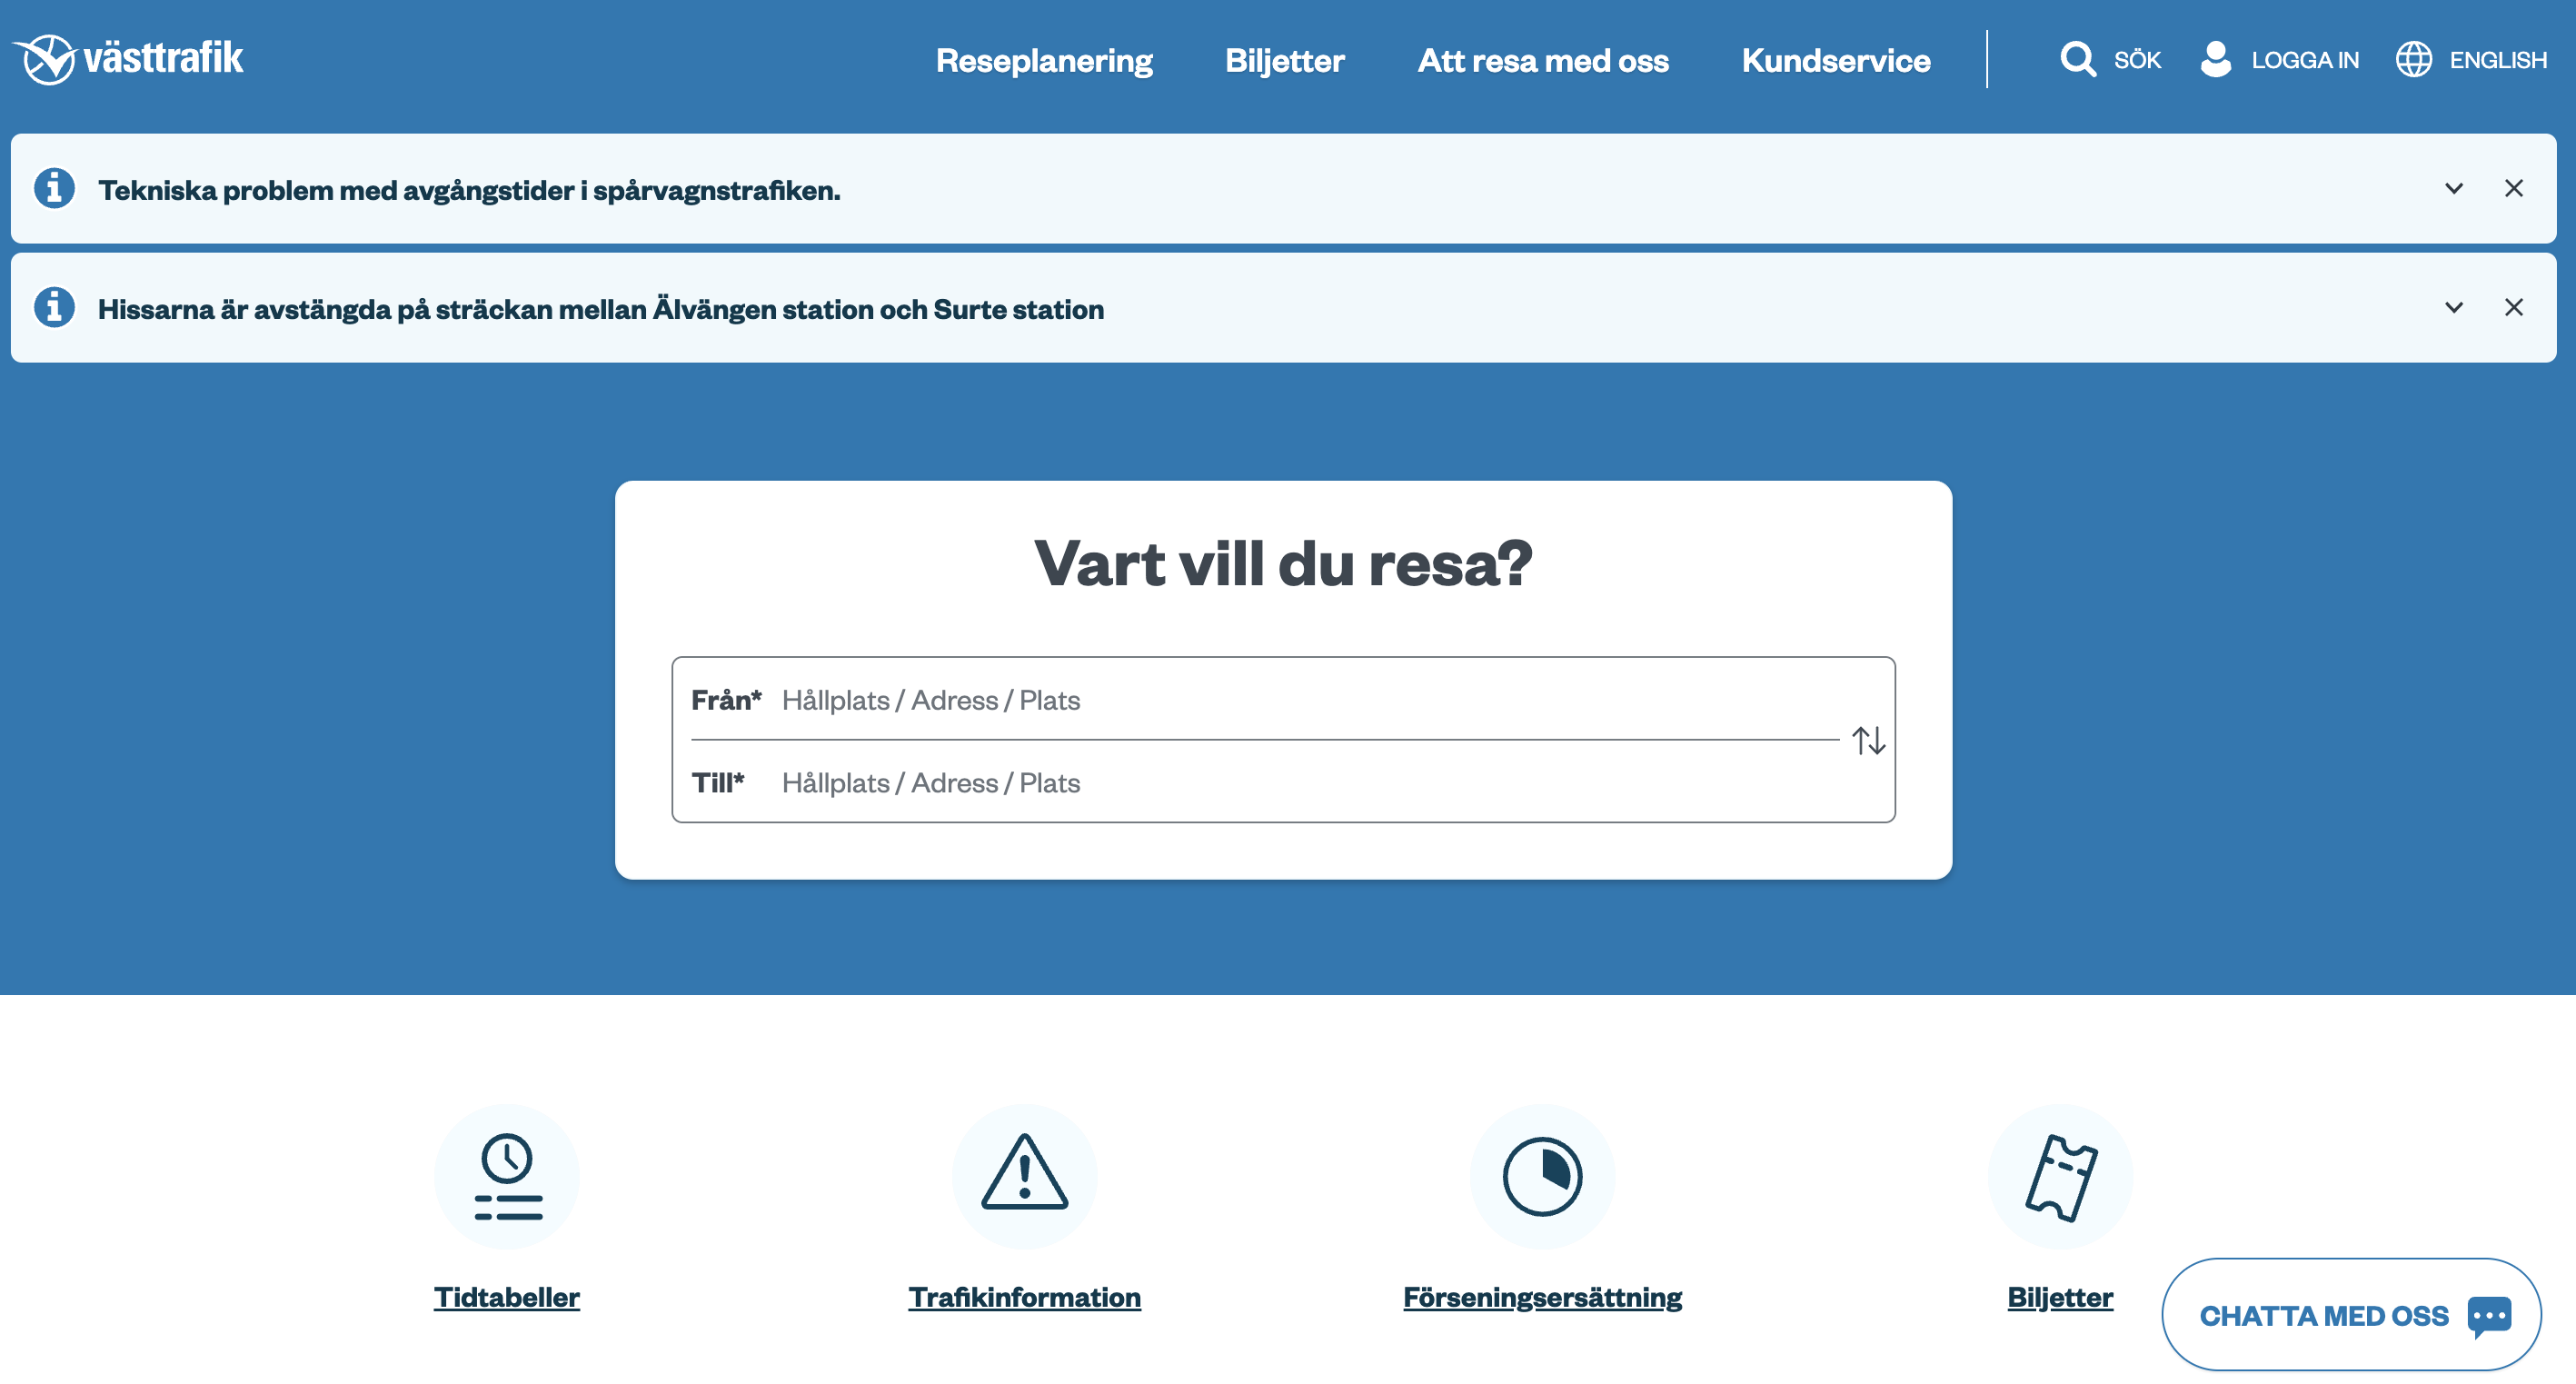 västtrafik
Reseplanering Biljetter Att resa med oss Kundservice SÖK LOGGA IN ENGLISH
Tekniska problem med avgångstider i spårvagnstrafiken.
Hissarna är avstängda på sträckan mellan Älvängen station och Surte station
Vart vill du resa?
Från* Hållplats / Adress / Plats
Till* Hållplats / Adress / Plats
Tidtabeller Trafikinformation Förseningsersättning Biljetter
CHATTA MED OSS